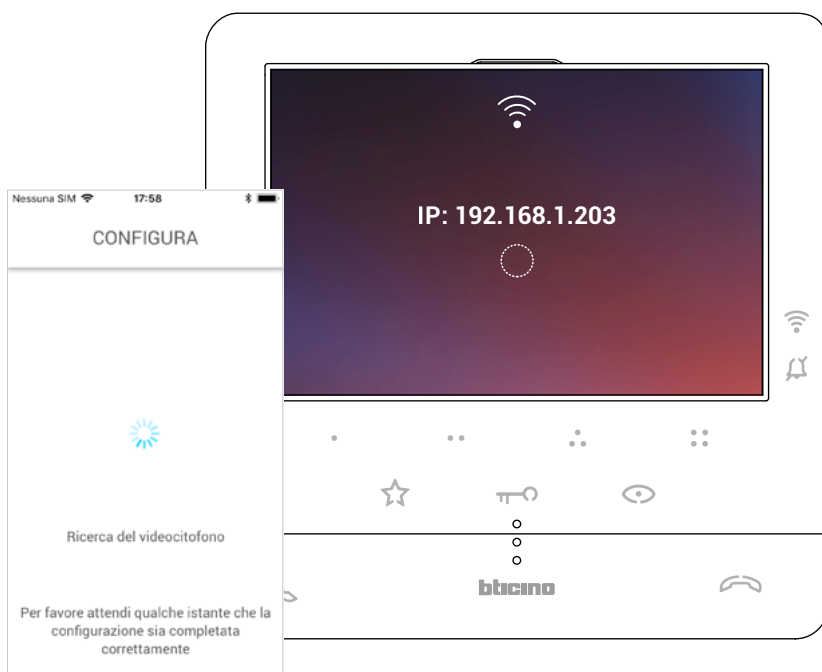 IP: 192.168.1.203
Nessuna SIM 17:58
CONFIGURA
Ricerca del videocitofono
Per favore attendi qualche istante che la
configurazione sia completata
correttamente
bticino